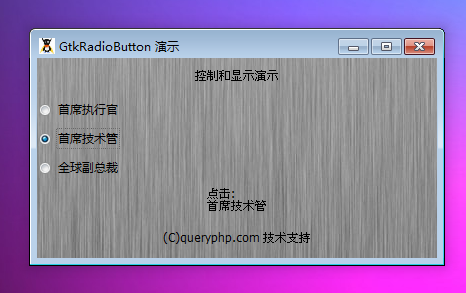 GtkRadioButton 演示
控制和显示演示
首席执行官
首席技术管
全球副总裁
点击：
首席技术管
(C)queryphp.com 技术支持